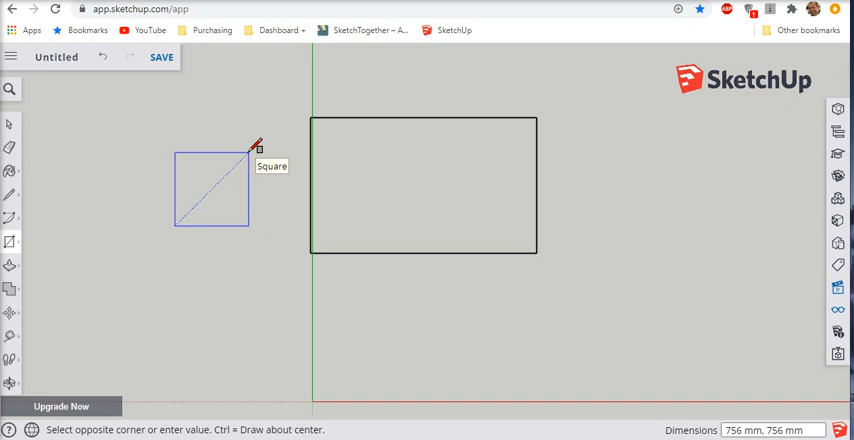 app.sketchup.com/app
ABP
Apps
Bookmarks
YouTube
Purchasing
Dashboard +
SketchTogether – A...
SketchUp
Other bookmarks
Untitled
SAVE
SketchUp
Square
Upgrade Now
Select opposite corner or enter value. Ctrl = Draw about center.
Dimensions
756 mm, 756 mm